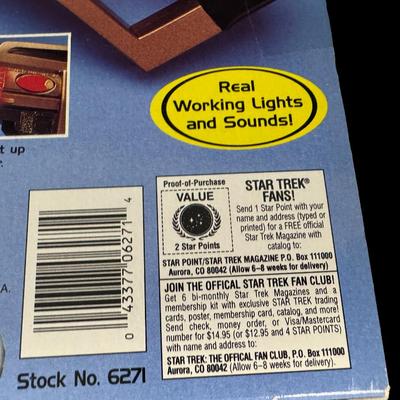 Real
Working Lights
and Sounds!
t up
r.
A.
0 43377 06271 4
Stock No. 6271
Proof-of-Purchase
VALUE
2 Star Points
STAR TREK®
FANS!
Send 1 Star Point with your
name and address (typed or
printed) for a FREE official
Star Trek Magazine with
catalog to:
STAR POINT/STAR TREK MAGAZINE P.O. Box 111000
Aurora, CO 80042 (Allow 6-8 weeks for delivery)
JOIN THE OFFICAL STAR TREK FAN CLUB!
Get 6 bi-monthly Star Trek Magazines and a
membership kit with exclusive STAR TREK trading
cards, poster, membership card, catalog, and more!
Send check, money order, or Visa/Mastercard
number for $14.95 (or $12.95 and 4 STAR POINTS)
with name and address to:
STAR TREK: THE OFFICAL FAN CLUB, P.O. Box 111000
Aurora, CO 80042 (Allow 6-8 weeks for delivery).